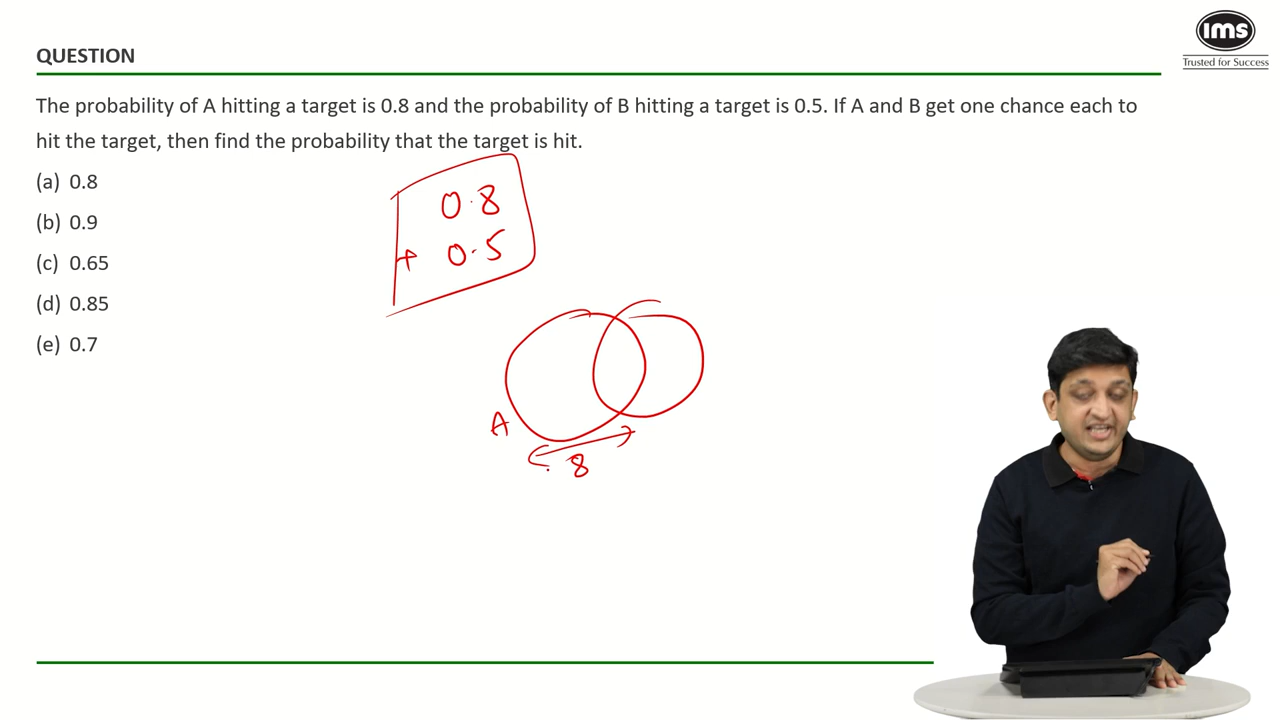 ims
Trusted for Success
QUESTION
The probability of A hitting a target is 0.8 and the probability of B hitting a target is 0.5. If A and B get one chance each to
hit the target, then find the probability that the target is hit.
(a) 0.8
(b) 0.9
(c) 0.65
(d) 0.85
(e) 0.7
0.8
+ 0.5
A
.8